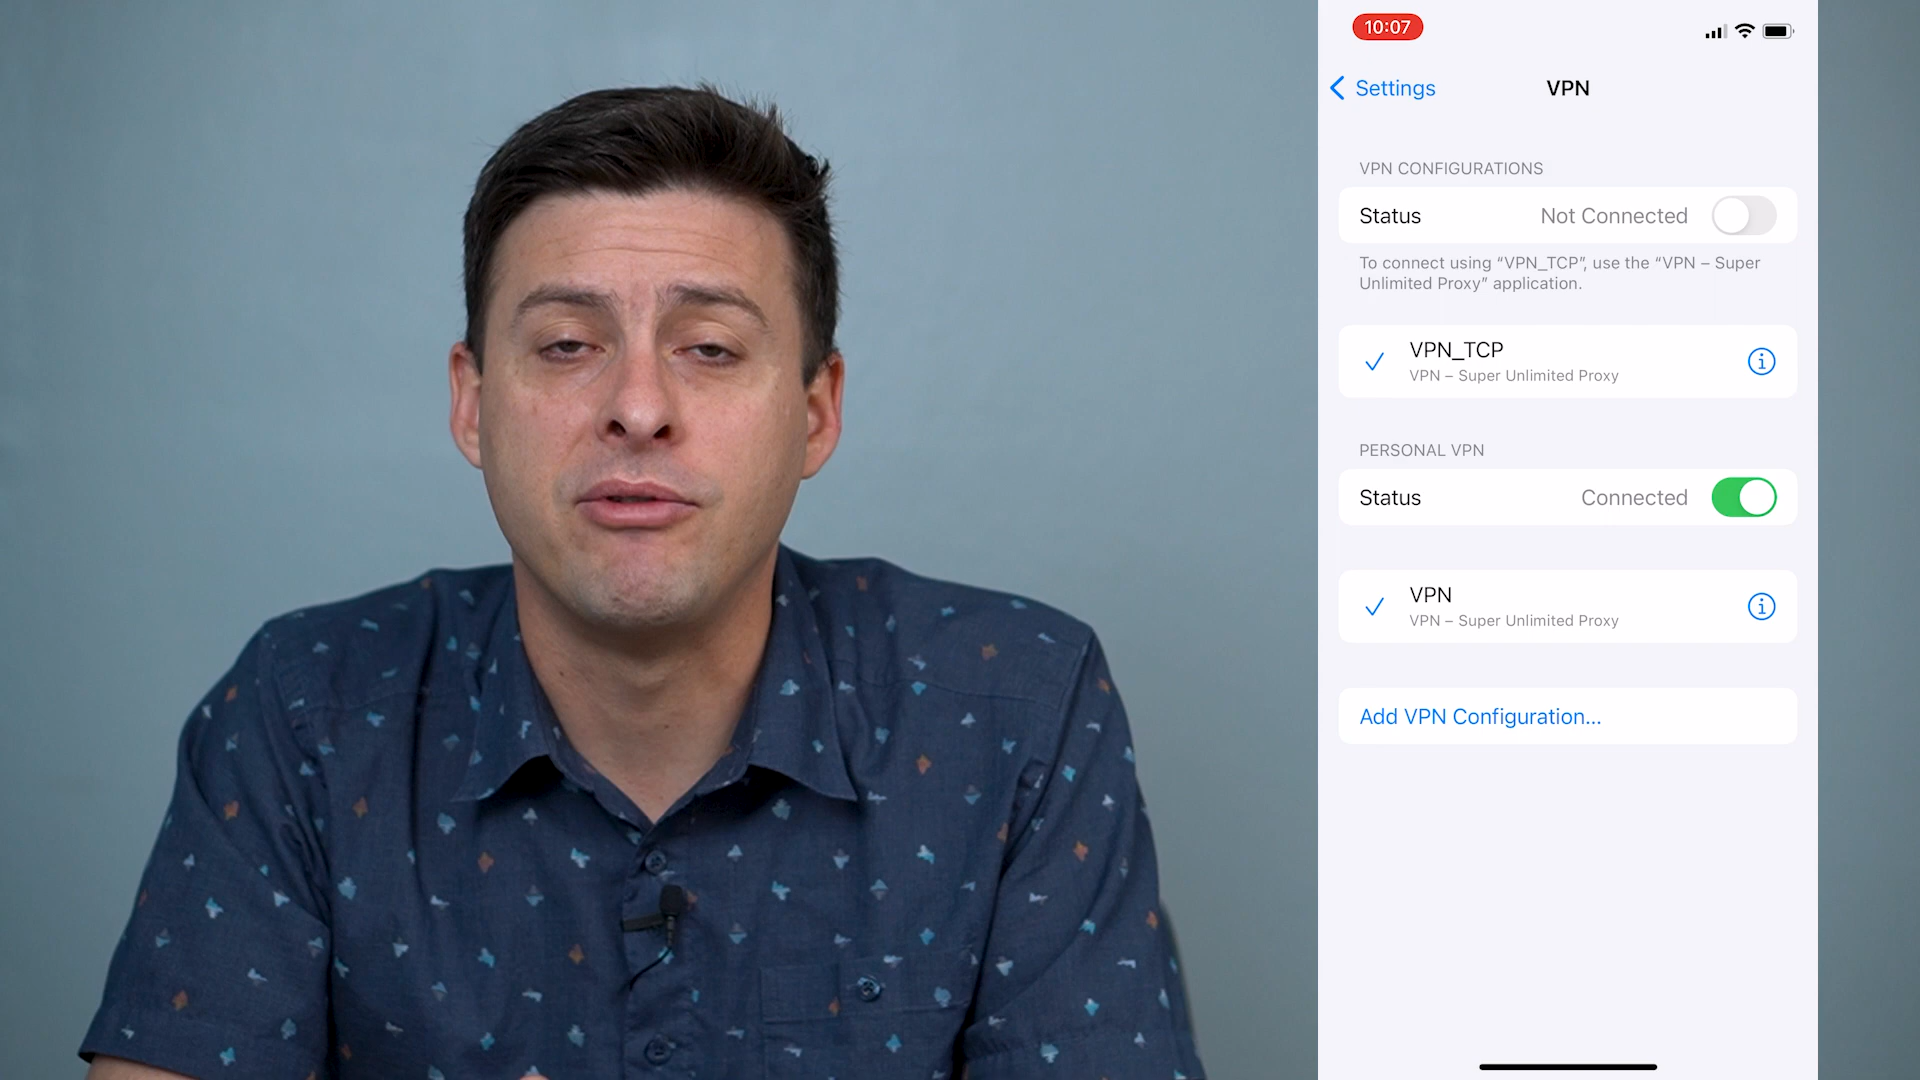 10:07
Settings
VPN
VPN CONFIGURATIONS
Status
Not Connected
To connect using “VPN_TCP”, use the “VPN – Super
Unlimited Proxy” application.
VPN_TCP
VPN – Super Unlimited Proxy
PERSONAL VPN
Status
Connected
VPN
VPN – Super Unlimited Proxy
Add VPN Configuration...